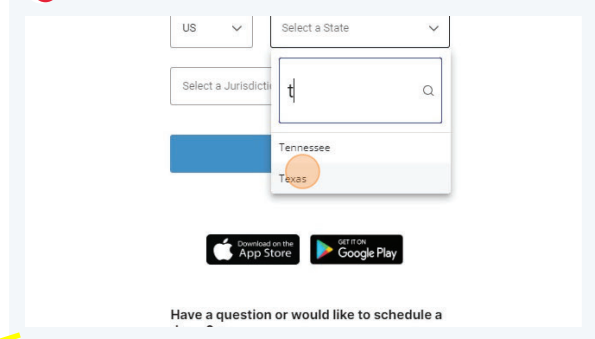 US
Select a State
Select a Jurisdicti
t
Tennessee
Texas
Download on the
App Store
GET IT ON
Google Play
Have a question or would like to schedule a